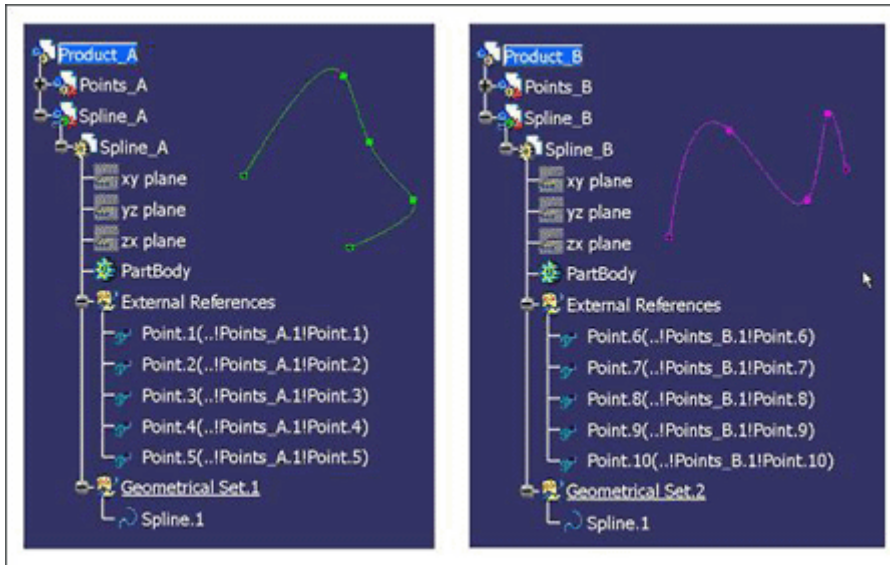 Product_A
Points_A
Spline_A
Spline_A
xy plane
yz plane
zx plane
PartBody
External References
Point.1(..!Points_A.1!Point.1)
Point.2(..!Points_A.1!Point.2)
Point.3(..!Points_A.1!Point.3)
Point.4(..!Points_A.1!Point.4)
Point.5(..!Points_A.1!Point.5)
Geometrical Set.1
Spline.1
Product_B
Points_B
Spline_B
Spline_B
xy plane
yz plane
zx plane
PartBody
External References
Point.6(..!Points_B.1!Point.6)
Point.7(..!Points_B.1!Point.7)
Point.8(..!Points_B.1!Point.8)
Point.9(..!Points_B.1!Point.9)
Point.10(..!Points_B.1!Point.10)
Geometrical Set.2
Spline.1